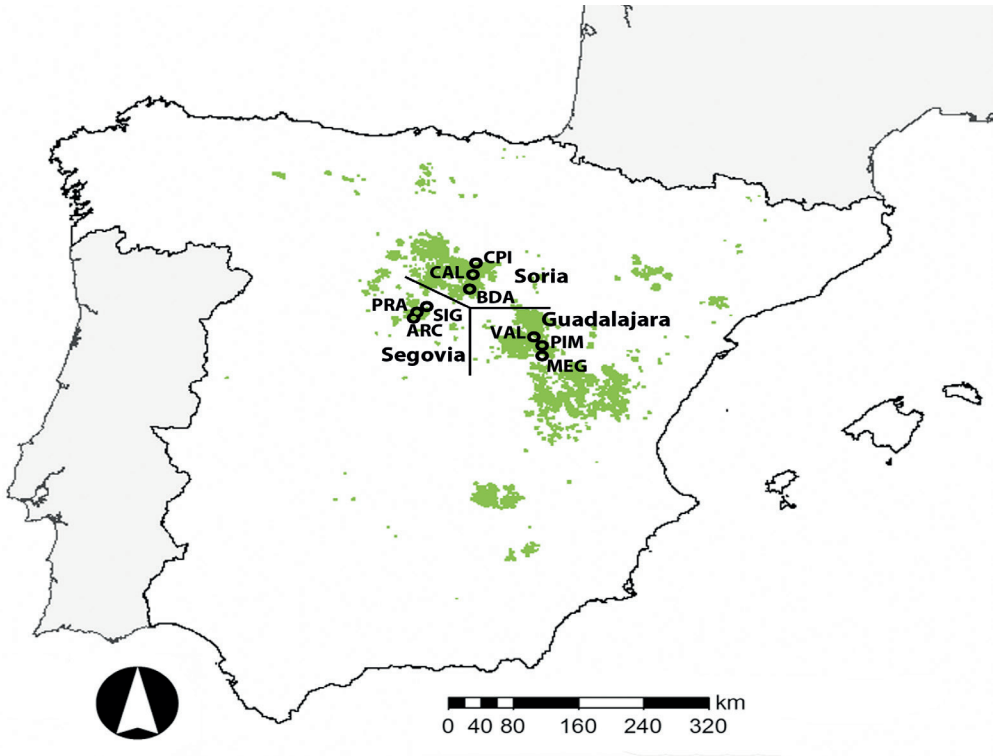 CPI
CAL Soria
BDA
PRA SIG
ARC
Guadalajara
VAL PIM
Segovia
MEG
km
0 40 80 160 240 320